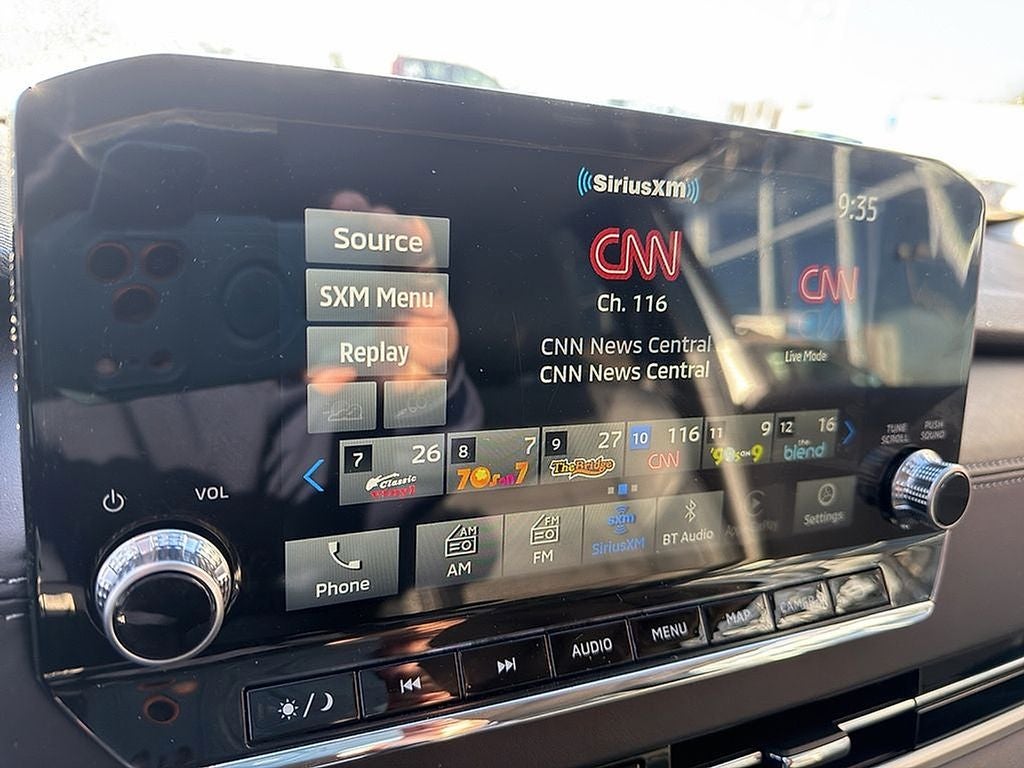 SiriusXM
9:35
Source
CNN
SXM Menu
CNN
Ch. 116
Replay
CNN News Central
CNN News Central
Live Mode
7 26
Classic
8 7
70s on 7
9 27
The Bridge
10 116
CNN
11 9
'90s ON 9
12 16
the blend
TUNE
SCROLL
PUSH
SOUND
VOL
Phone
AM
AM
FM
FM
sxm
SiriusXM
BT Audio
Settings
AUDIO
MENU
MAP
CAMERA